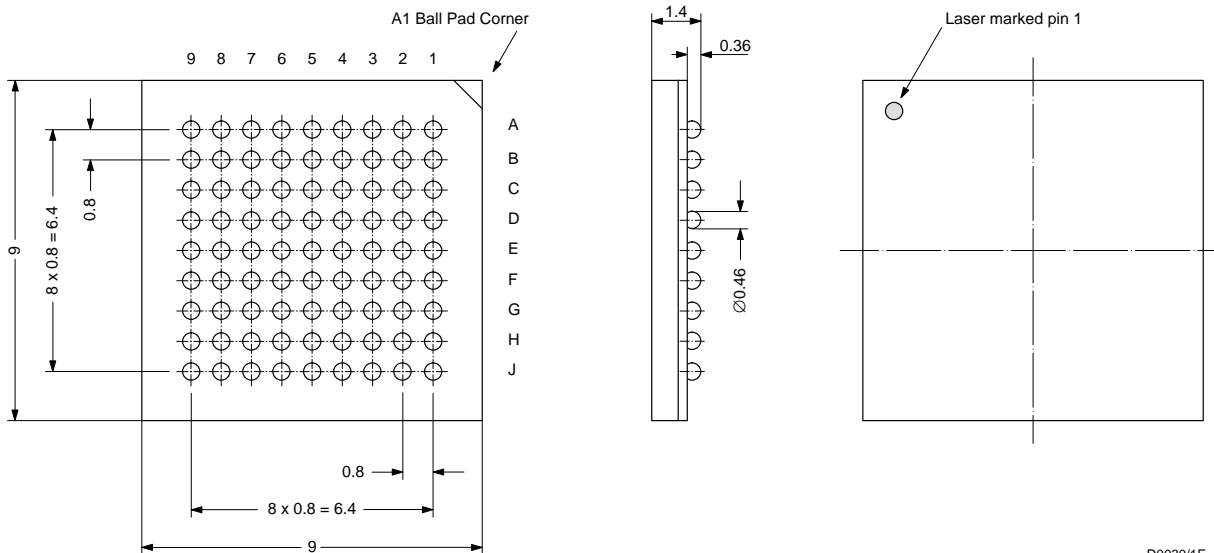 A1 Ball Pad Corner
9 8 7 6 5 4 3 2 1
A
B
C
D
E
F
G
H
J
9
8 x 0.8 = 6.4
0.8
0.8
8 x 0.8 = 6.4
9
1.4
0.36
∅0.46
Laser marked pin 1